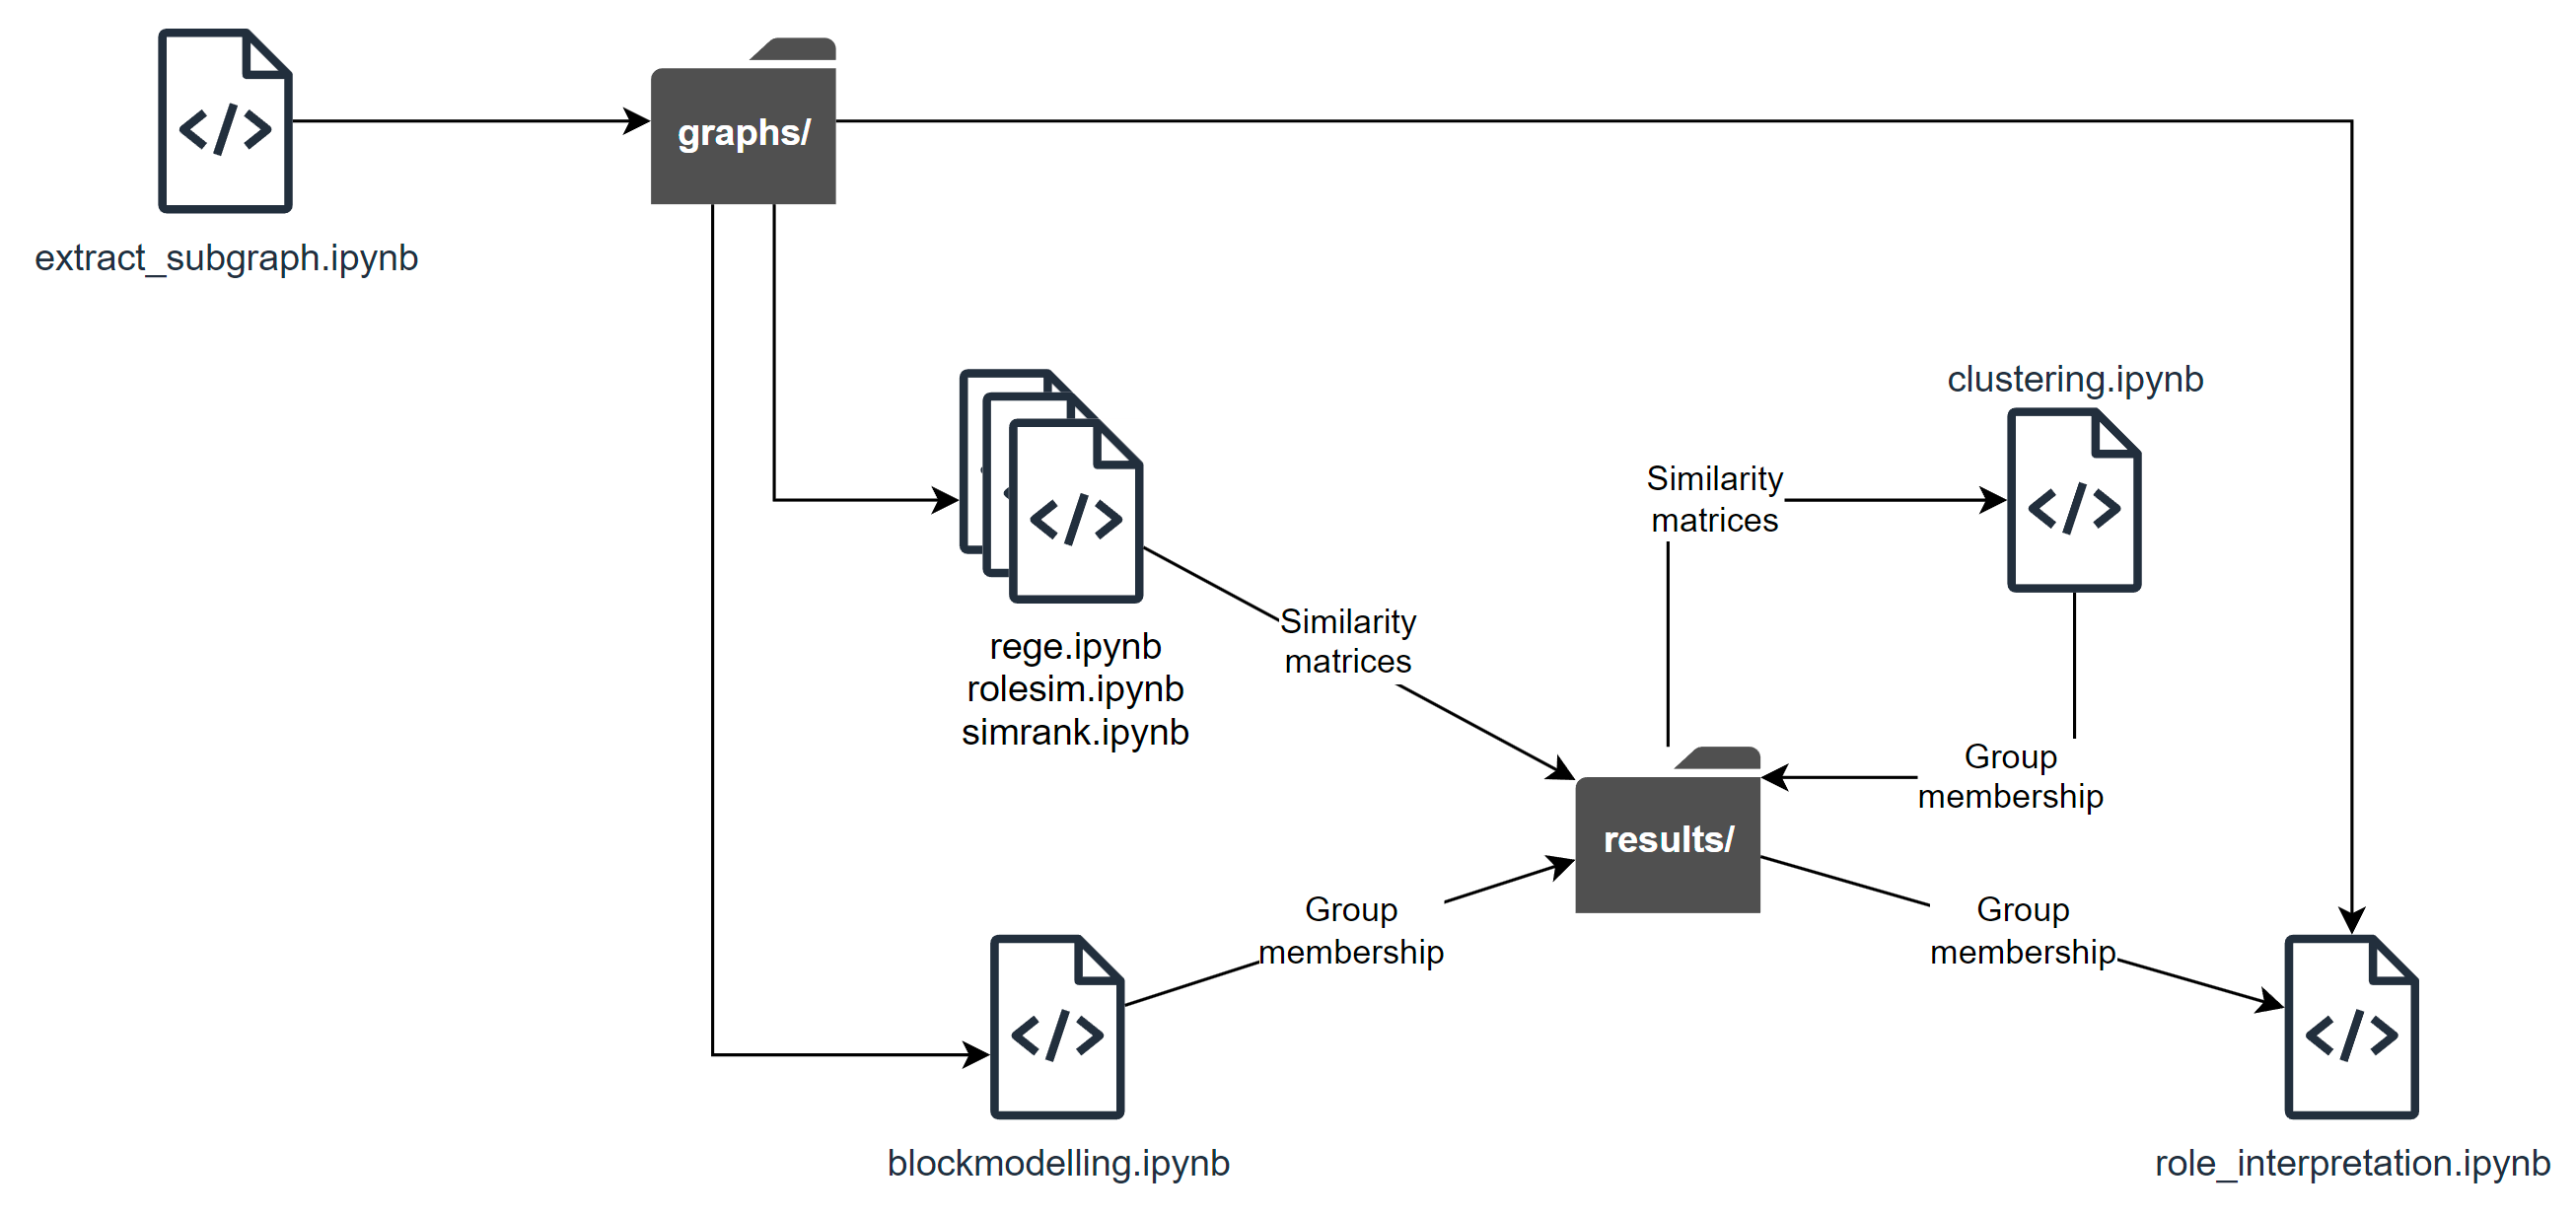 graphs/
extract_subgraph.ipynb
clustering.ipynb
Similarity
matrices
Similarity
matrices
rege.ipynb
rolesim.ipynb
simrank.ipynb
Group
membership
results/
Group
membership
Group
membership
blockmodelling.ipynb
role_interpretation.ipynb